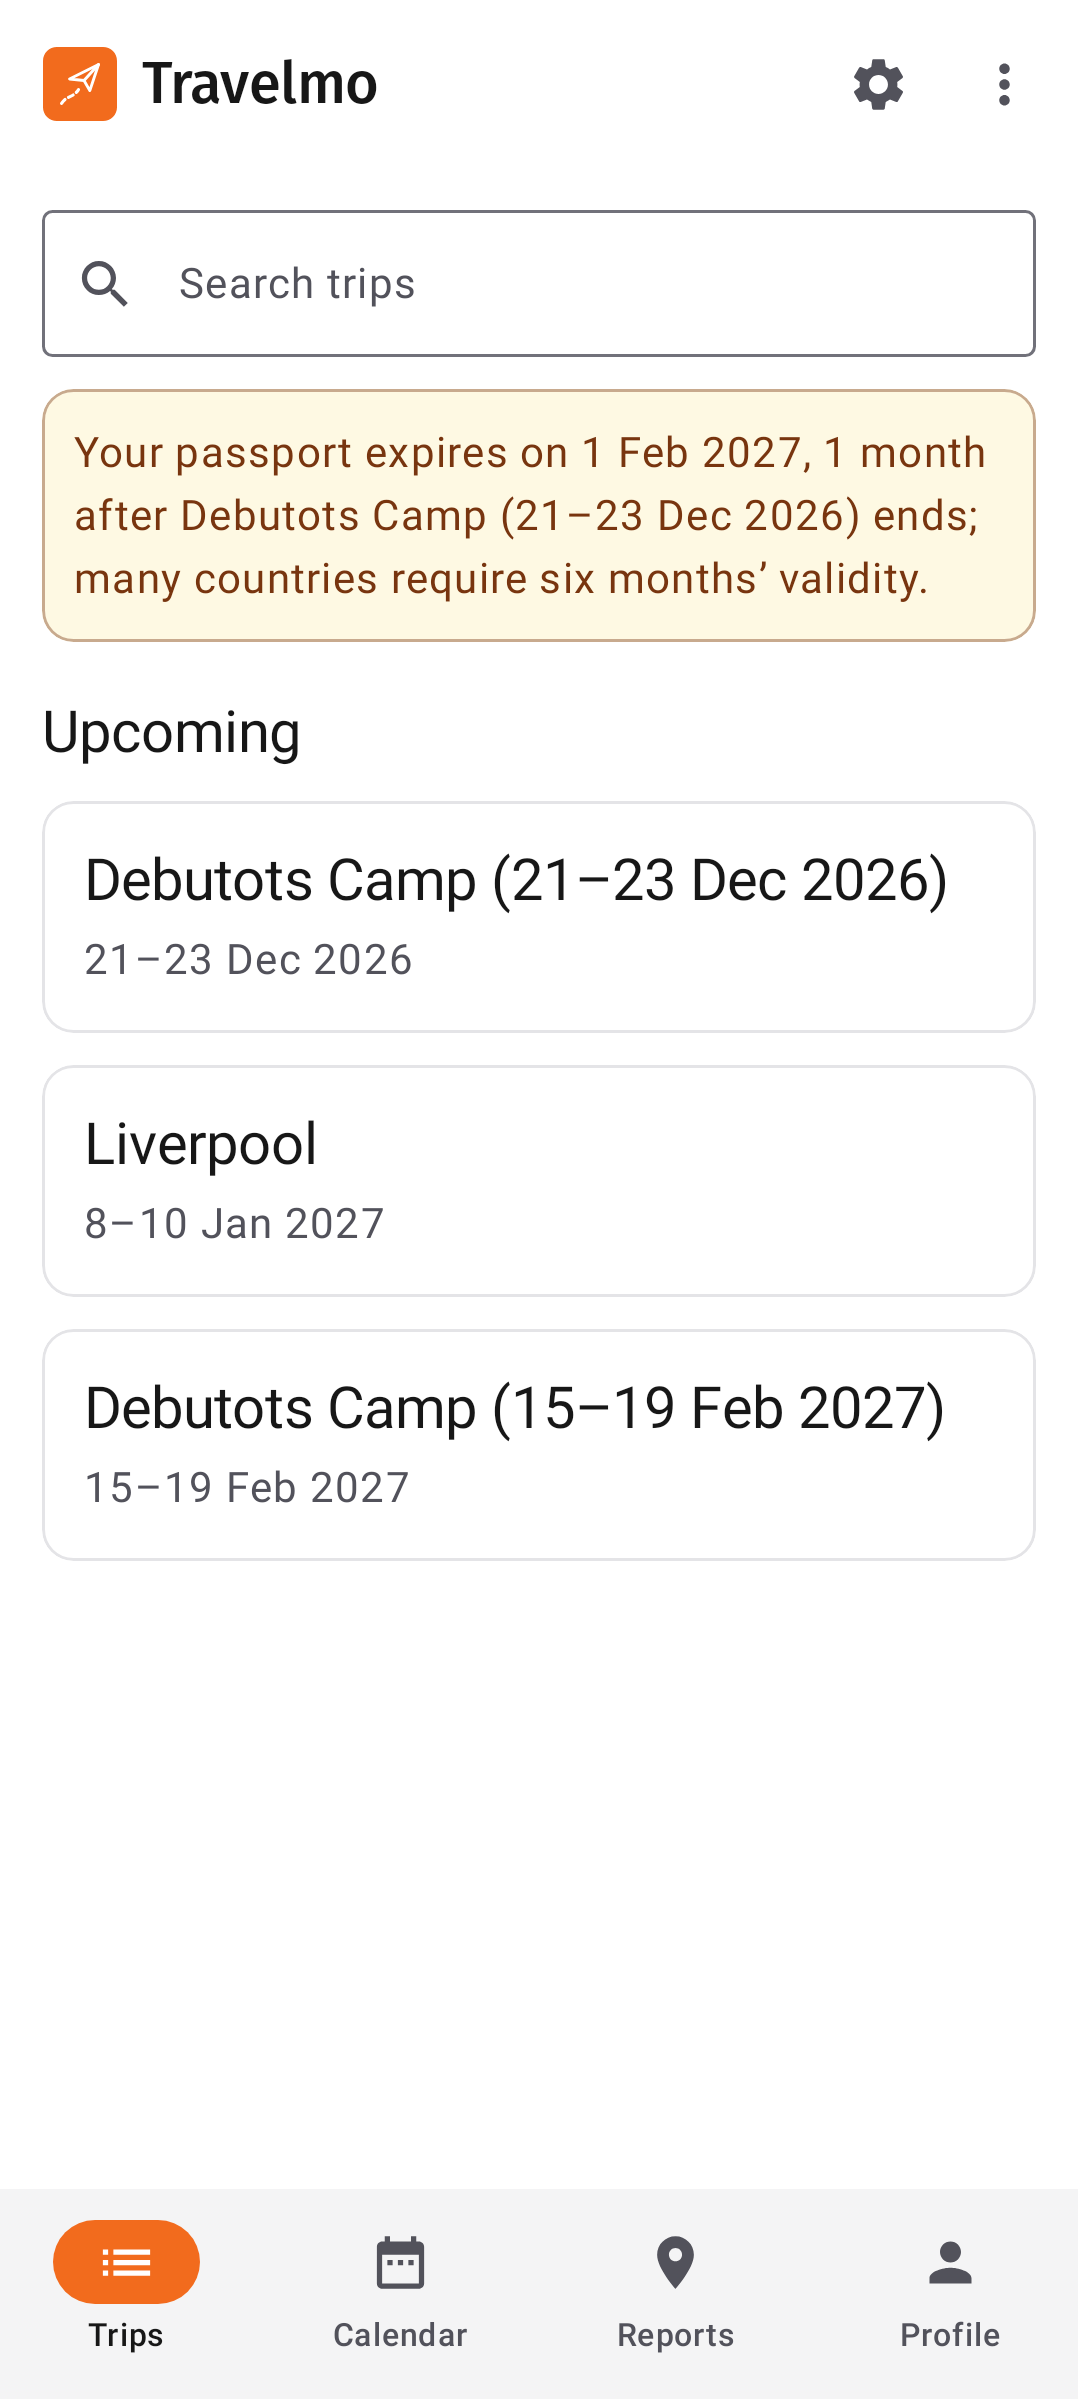 Travelmo
Search trips
Your passport expires on 1 Feb 2027, 1 month
after Debutots Camp (21–23 Dec 2026) ends;
many countries require six months’ validity.
Upcoming
Debutots Camp (21–23 Dec 2026)
21–23 Dec 2026
Liverpool
8–10 Jan 2027
Debutots Camp (15–19 Feb 2027)
15–19 Feb 2027
Trips
Calendar
Reports
Profile